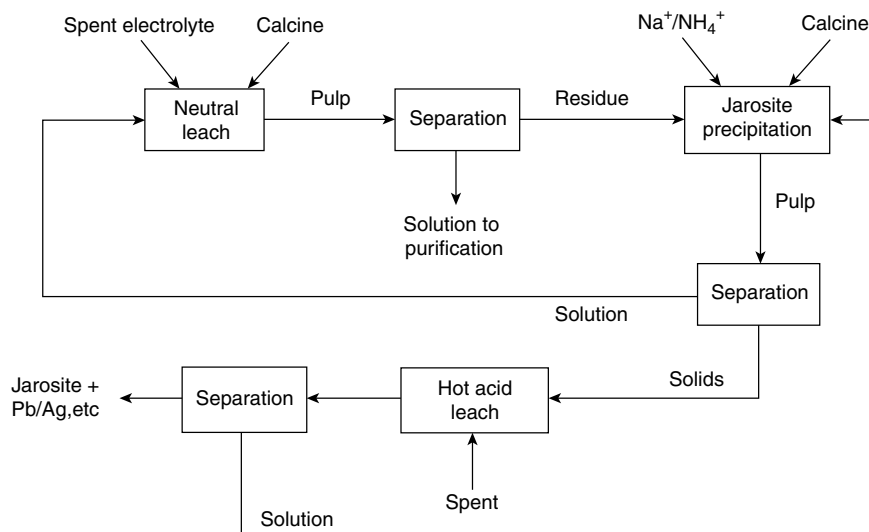 Spent electrolyte
Calcine
Na⁺/NH₄⁺
Calcine
Neutral
leach
Pulp
Separation
Residue
Jarosite
precipitation
Solution to
purification
Pulp
Separation
Solution
Solids
Jarosite +
Pb/Ag,etc
Separation
Hot acid
leach
Spent
Solution